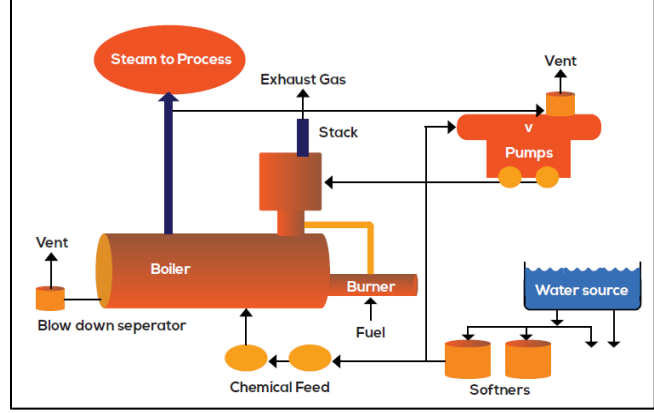 Steam to Process
Exhaust Gas
Vent
Stack
v
Pumps
Vent
Boiler
Burner
Water source
Blow down seperator
Fuel
Chemical Feed
Softners